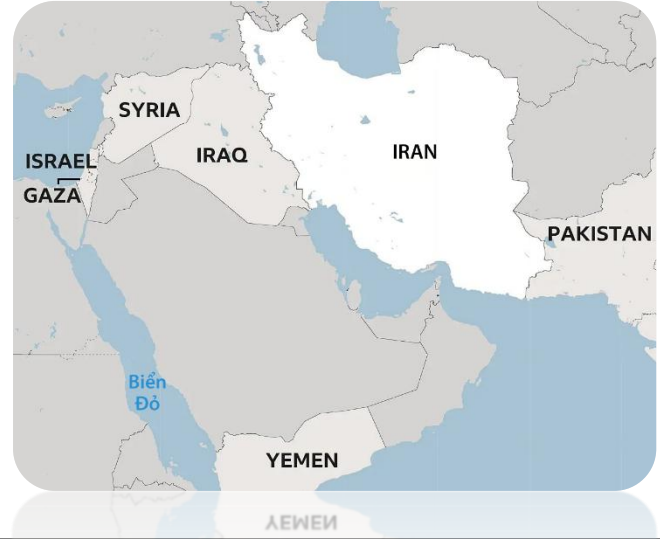 SYRIA
ISRAEL
IRAQ
IRAN
GAZA
PAKISTAN
Biển
Đỏ
YEMEN